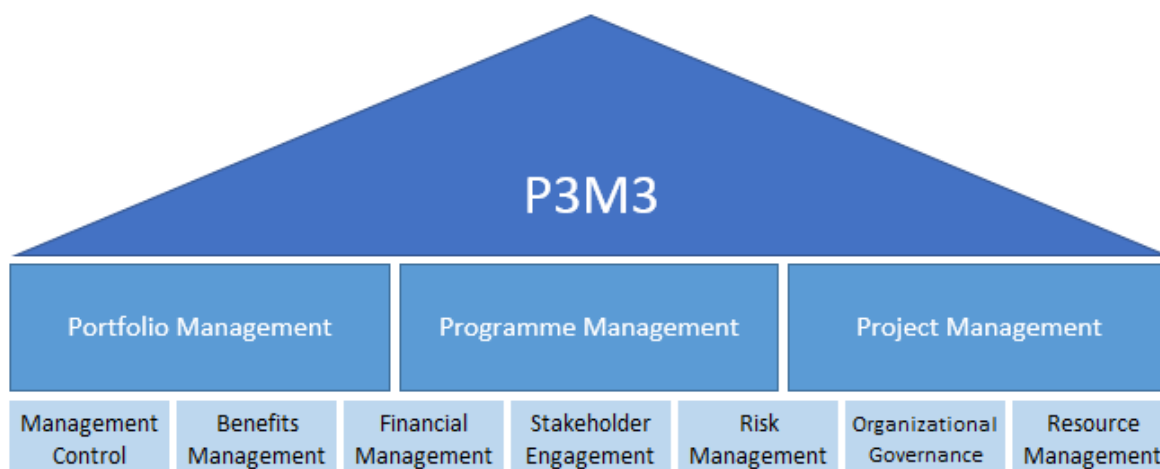 P3M3
Portfolio Management
Programme Management
Project Management
Management
Control
Benefits
Management
Financial
Management
Stakeholder
Engagement
Risk
Management
Organizational
Governance
Resource
Management